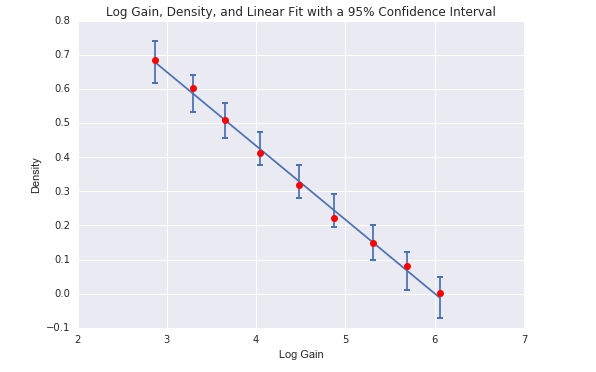 Log Gain, Density, and Linear Fit with a 95% Confidence Interval
0.8
0.7
0.6
0.5
0.4
0.3
0.2
0.1
0.0
−0.1
Density
2 3 4 5 6 7
Log Gain